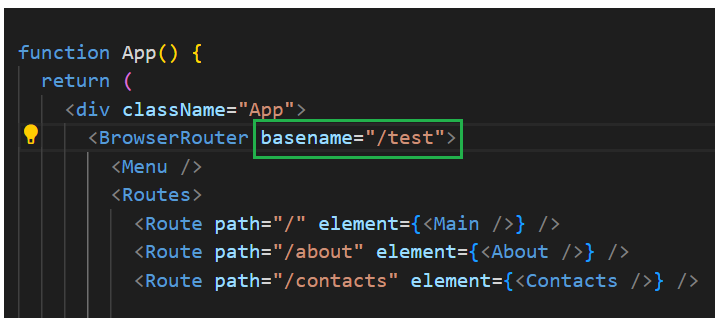 function App() {
return (
<div className="App">
<BrowserRouter basename="/test">
<Menu />
<Routes>
<Route path="/" element={<Main />} />
<Route path="/about" element={<About />} />
<Route path="/contacts" element={<Contacts />} />